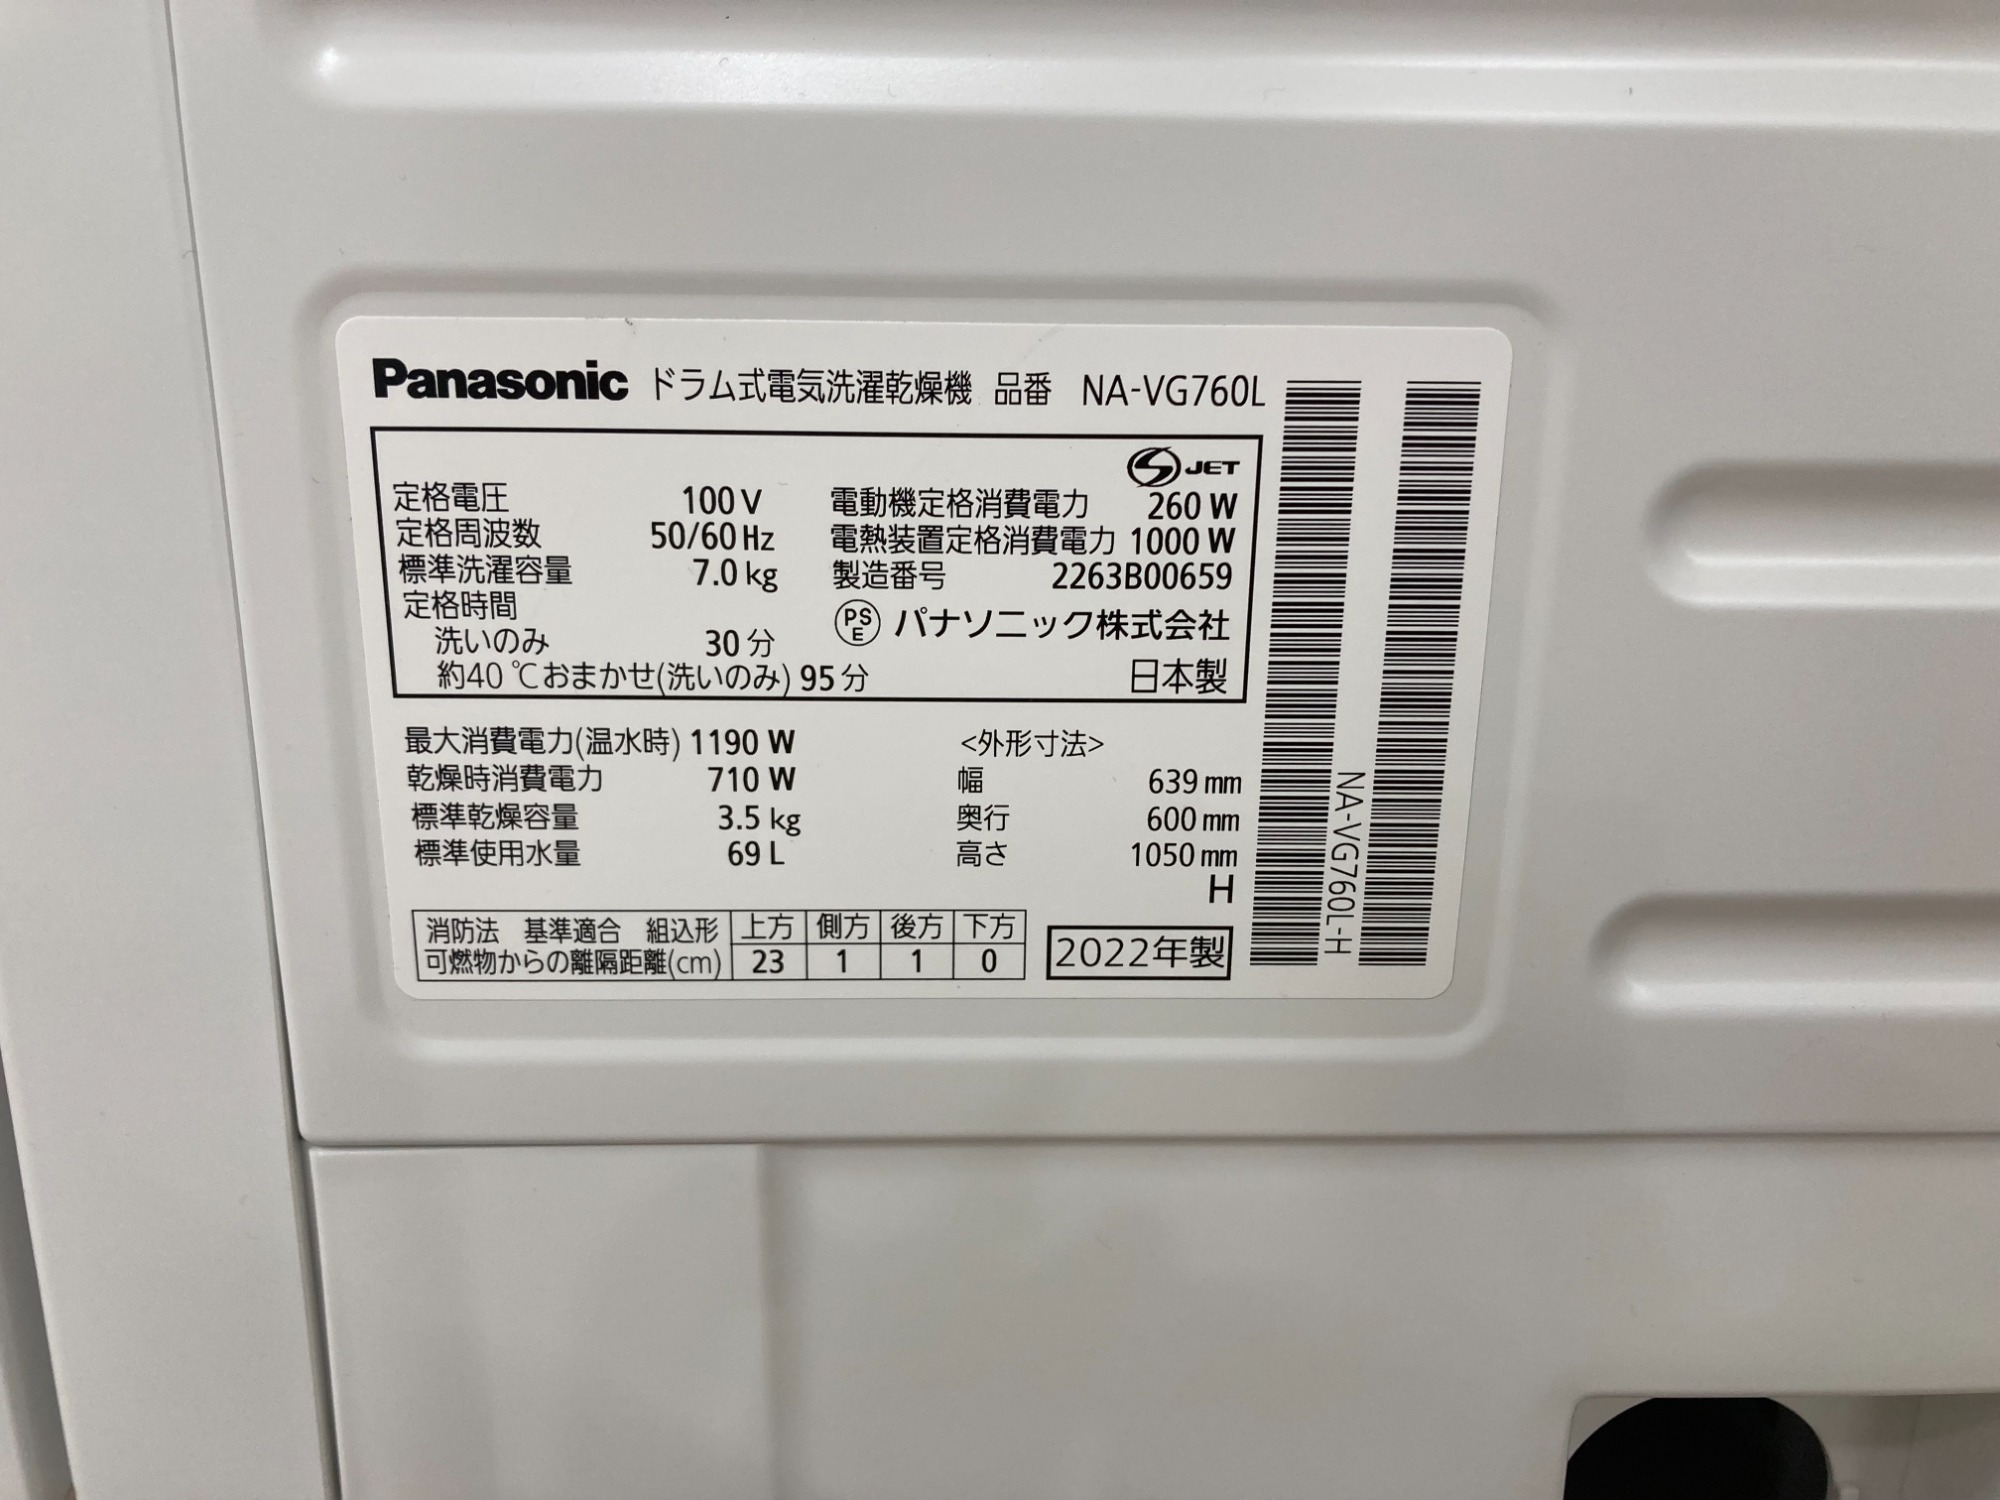 Panasonic ドラム式電気洗濯乾燥機 品番 NA-VG760L
JET
定格電圧 100 V
定格周波数 50/60 Hz
標準洗濯容量 7.0 kg
定格時間
洗いのみ 30 分
約40 ℃おまかせ(洗いのみ) 95 分
電動機定格消費電力 260 W
電熱装置定格消費電力 1000 W
製造番号 2263B00659
PS E パナソニック株式会社
日本製
最大消費電力(温水時) 1190 W
乾燥時消費電力 710 W
標準乾燥容量 3.5 kg
標準使用水量 69 L
<外形寸法>
幅 639 mm
奥行 600 mm
高さ 1050 mm
H
消防法 基準適合 組込形 上方 側方 後方 下方
可燃物からの離隔距離(cm) 23 1 1 0
2022年製
NA-VG760L-H